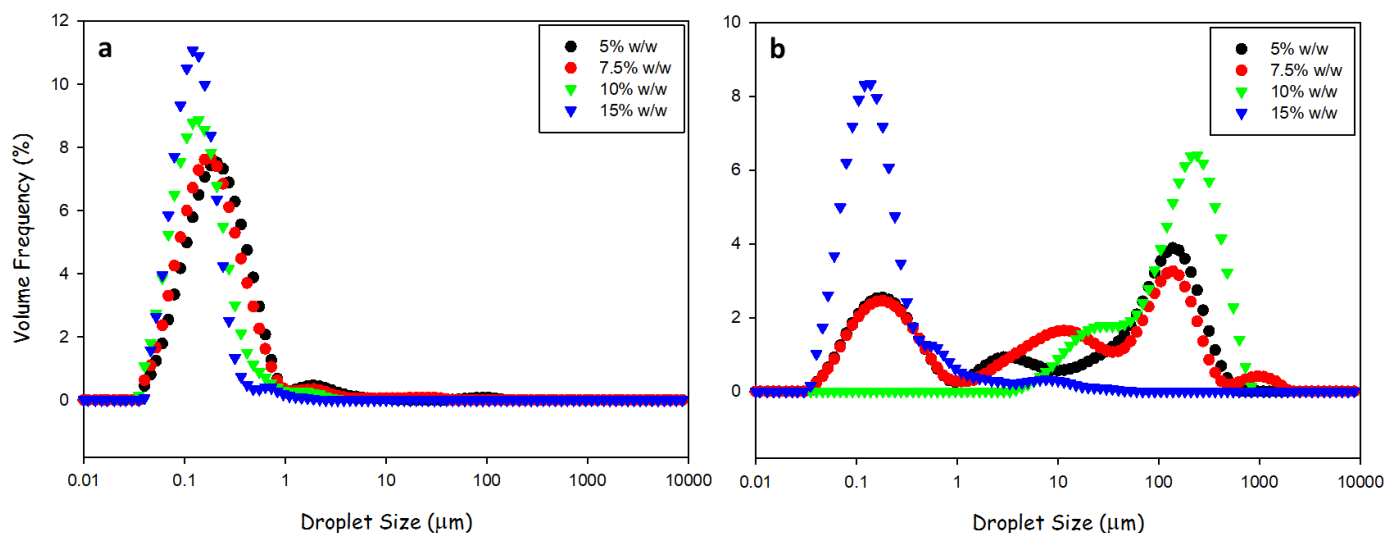 a
12
10
8
6
4
2
0
Volume Frequency (%)
5% w/w
7.5% w/w
10% w/w
15% w/w
0.01 0.1 1 10 100 1000 10000
Droplet Size (μm)
b
10
8
6
4
2
0
5% w/w
7.5% w/w
10% w/w
15% w/w
0.01 0.1 1 10 100 1000 10000
Droplet Size (μm)